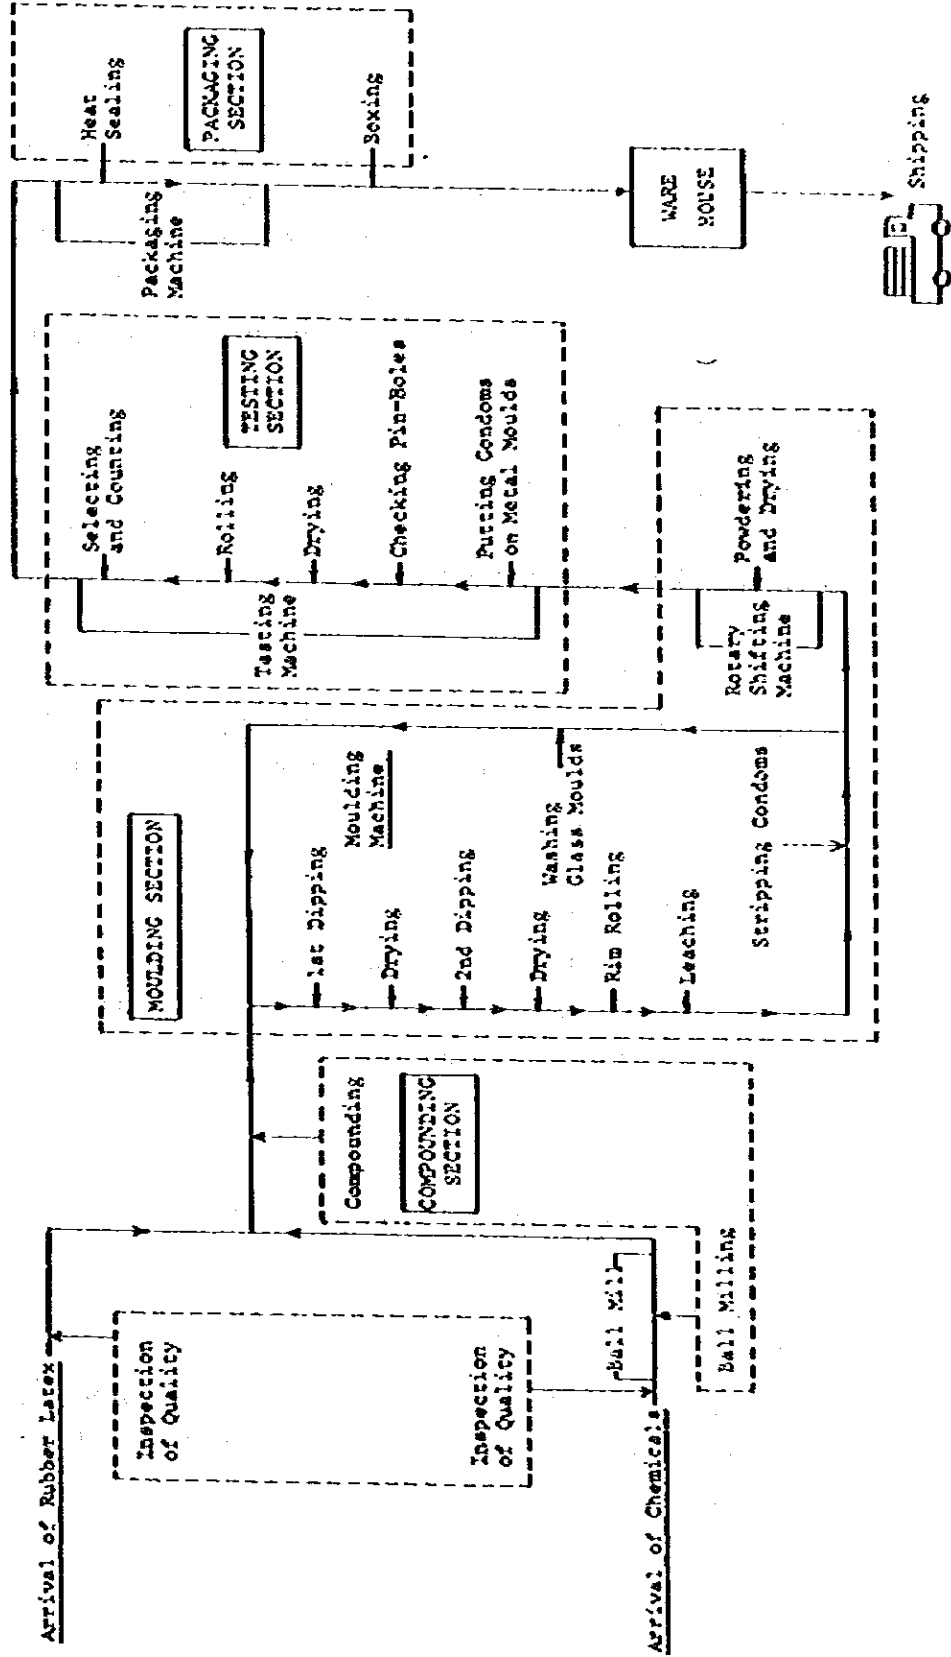 Arrival of Rubber Latex
Inspection
of Quality
Inspection
of Quality
Arrival of Chemicals
Ball Mill
Ball Milling
Compounding
COMPOUNDING
SECTION
MOULDING SECTION
1st Dipping
Drying
2nd Dipping
Drying
Rim Rolling
Leaching
Moulding
Machine
Washing
Glass Moulds
Stripping Condoms
Rotary
Shifting
Machine
Powdering
and Drying
Testing
Machine
Selecting
and Counting
Rolling
Drying
Checking Pin-Holes
Putting Condoms
on Metal Moulds
TESTING
SECTION
Packaging
Machine
Heat
Sealing
PACKAGING
SECTION
Boxing
WARE
HOUSE
Shipping